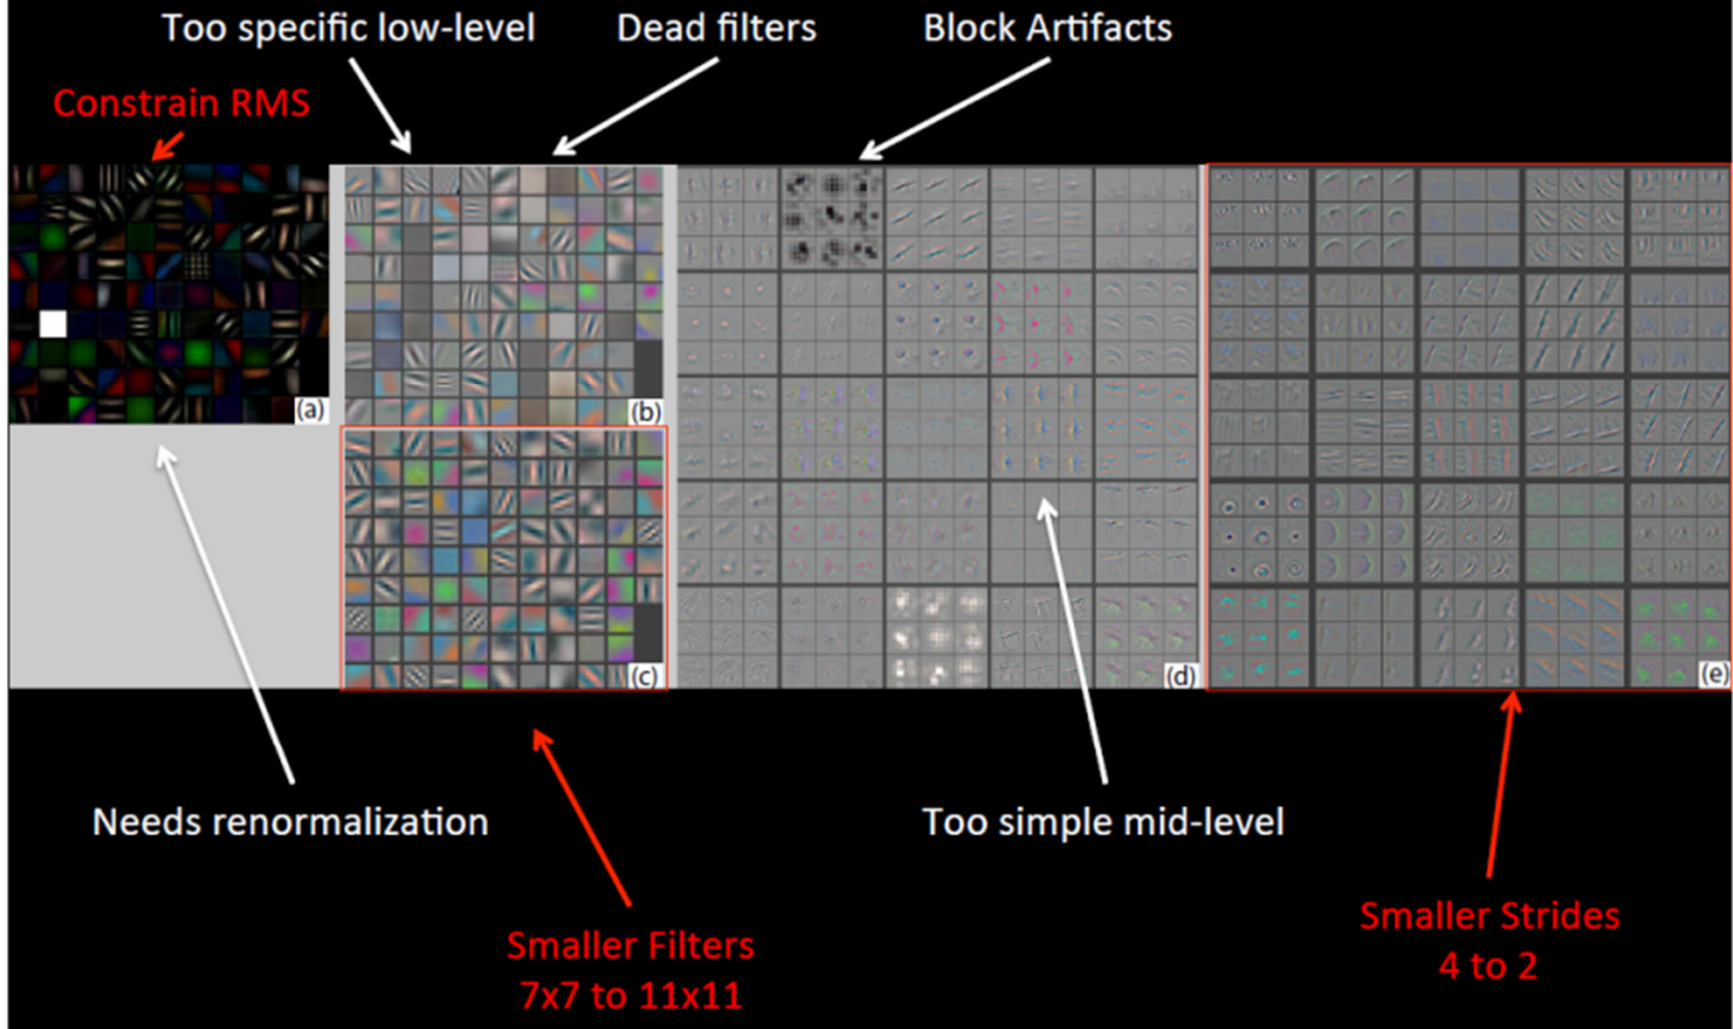 Too specific low-level
Dead filters
Block Artifacts
Constrain RMS
(a)
(b)
(c)
(d)
(e)
Needs renormalization
Too simple mid-level
Smaller Filters
7x7 to 11x11
Smaller Strides
4 to 2